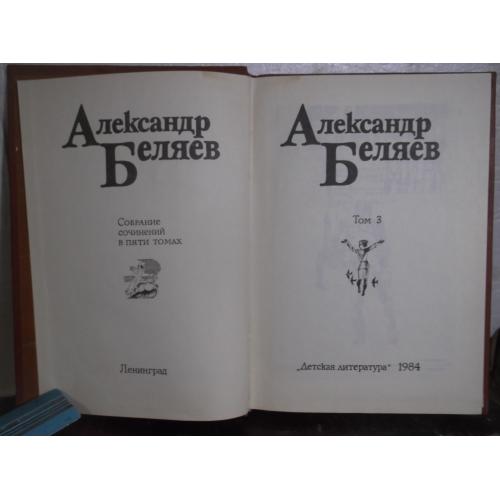 Александр
Беляев
Собрание
сочинений
в пяти томах
Ленинград
Александр
Беляев
Том 3
„Детская литература" 1984